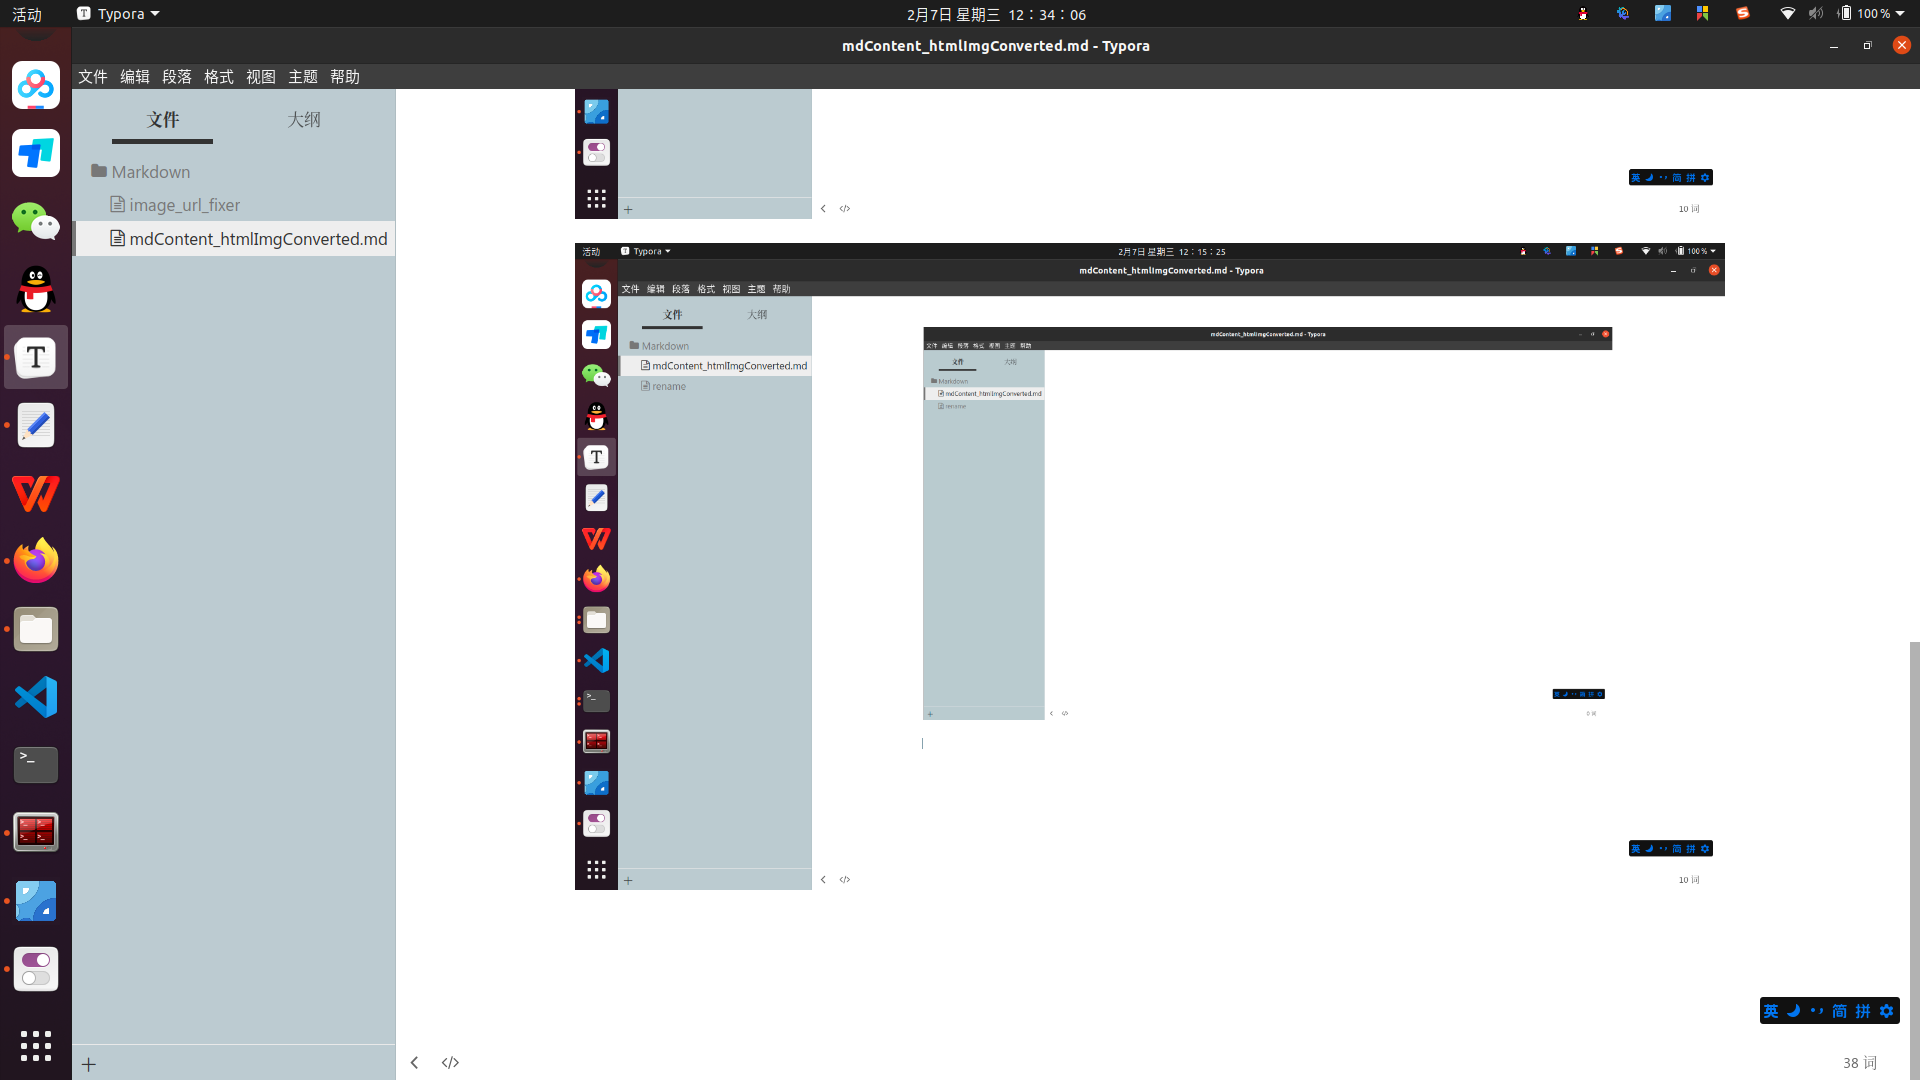 活动 Typora 2月7日 星期三 12：34：06 100 %
mdContent_htmlImgConverted.md - Typora
文件 编辑 段落 格式 视图 主题 帮助
文件 大纲
Markdown
image_url_fixer
mdContent_htmlImgConverted.md
英 简 拼
+ 10 词
活动 Typora 2月7日 星期三 12：15：25 100 %
mdContent_htmlImgConverted.md - Typora
文件 编辑 段落 格式 视图 主题 帮助
文件 大纲
Markdown
mdContent_htmlImgConverted.md
rename
mdContent_htmlImgConverted.md - Typora
文件 编辑 段落 格式 视图 主题 帮助
文件 大纲
Markdown
mdContent_htmlImgConverted.md
rename
英 简 拼
+ 0 词
英 简 拼
+ 10 词
英 简 拼
+ 38 词